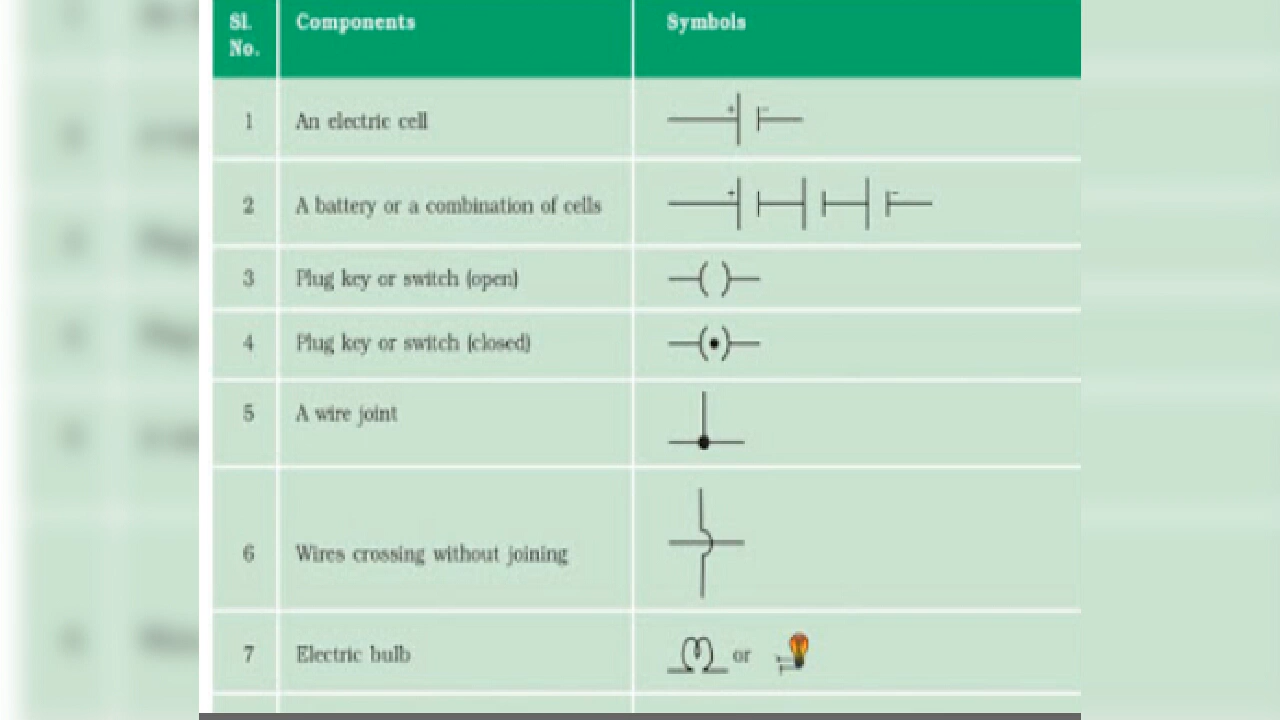 Sl. No. Components Symbols
1 An electric cell
2 A battery or a combination of cells
3 Plug key or switch (open)
4 Plug key or switch (closed)
5 A wire joint
6 Wires crossing without joining
7 Electric bulb or